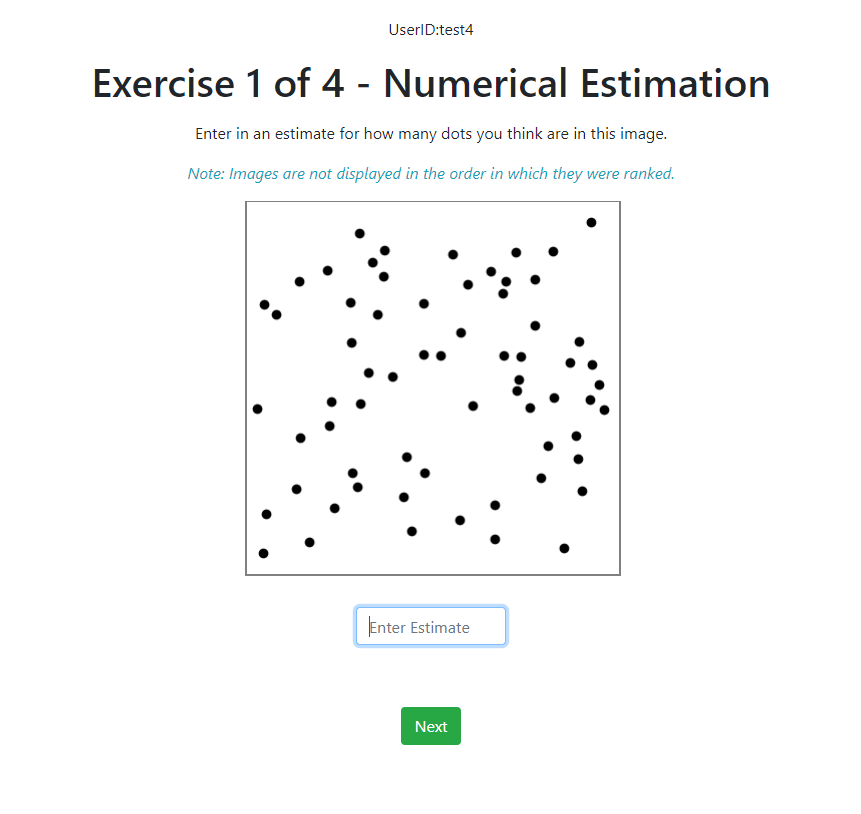 UserID:test4
Exercise 1 of 4 - Numerical Estimation
Enter in an estimate for how many dots you think are in this image.
Note: Images are not displayed in the order in which they were ranked.
Enter Estimate
Next